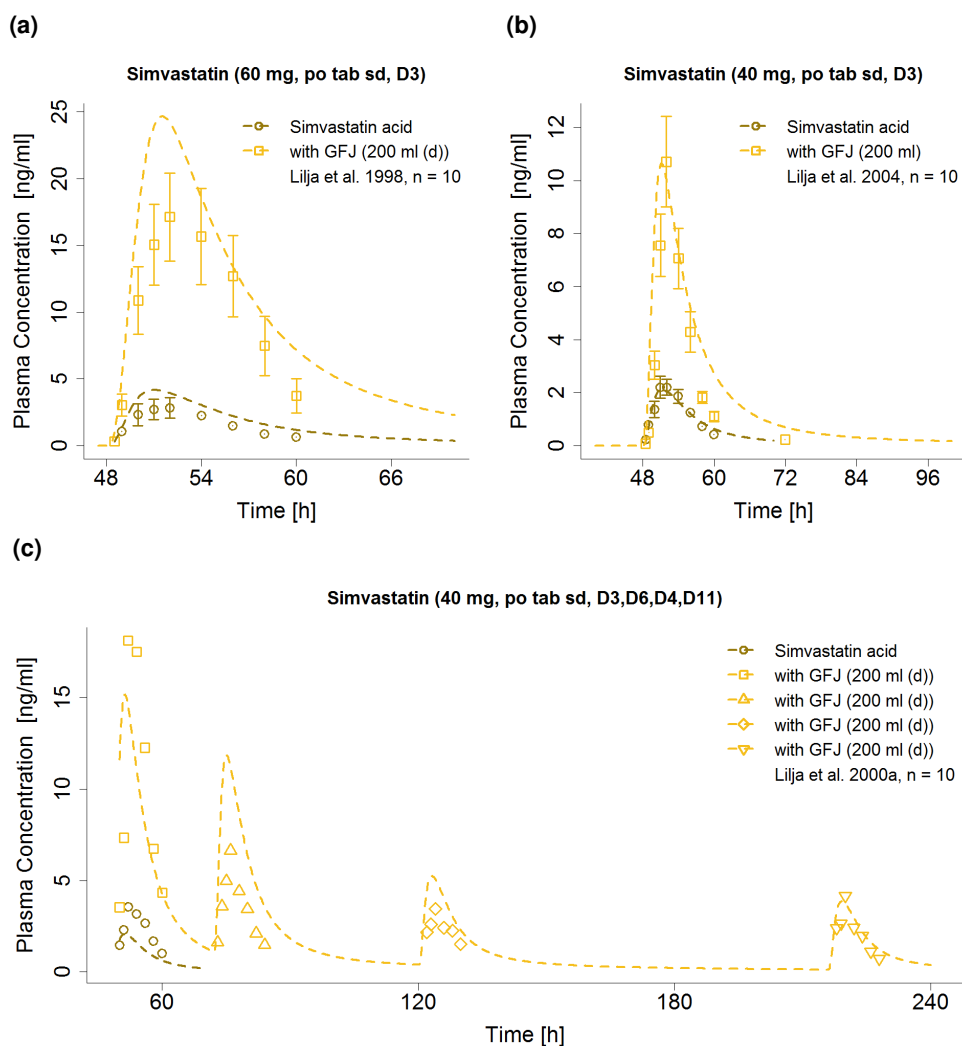 (a)
Simvastatin (60 mg, po tab sd, D3)
Plasma Concentration [ng/ml]
25
20
15
10
5
0
Simvastatin acid
with GFJ (200 ml (d))
Lilja et al. 1998, n = 10
48
54
60
66
Time [h]
(b)
Simvastatin (40 mg, po tab sd, D3)
Plasma Concentration [ng/ml]
12
10
8
6
4
2
0
Simvastatin acid
with GFJ (200 ml)
Lilja et al. 2004, n = 10
48
60
72
84
96
Time [h]
(c)
Simvastatin (40 mg, po tab sd, D3,D6,D4,D11)
Plasma Concentration [ng/ml]
15
10
5
0
Simvastatin acid
with GFJ (200 ml (d))
with GFJ (200 ml (d))
with GFJ (200 ml (d))
with GFJ (200 ml (d))
Lilja et al. 2000a, n = 10
60
120
180
240
Time [h]